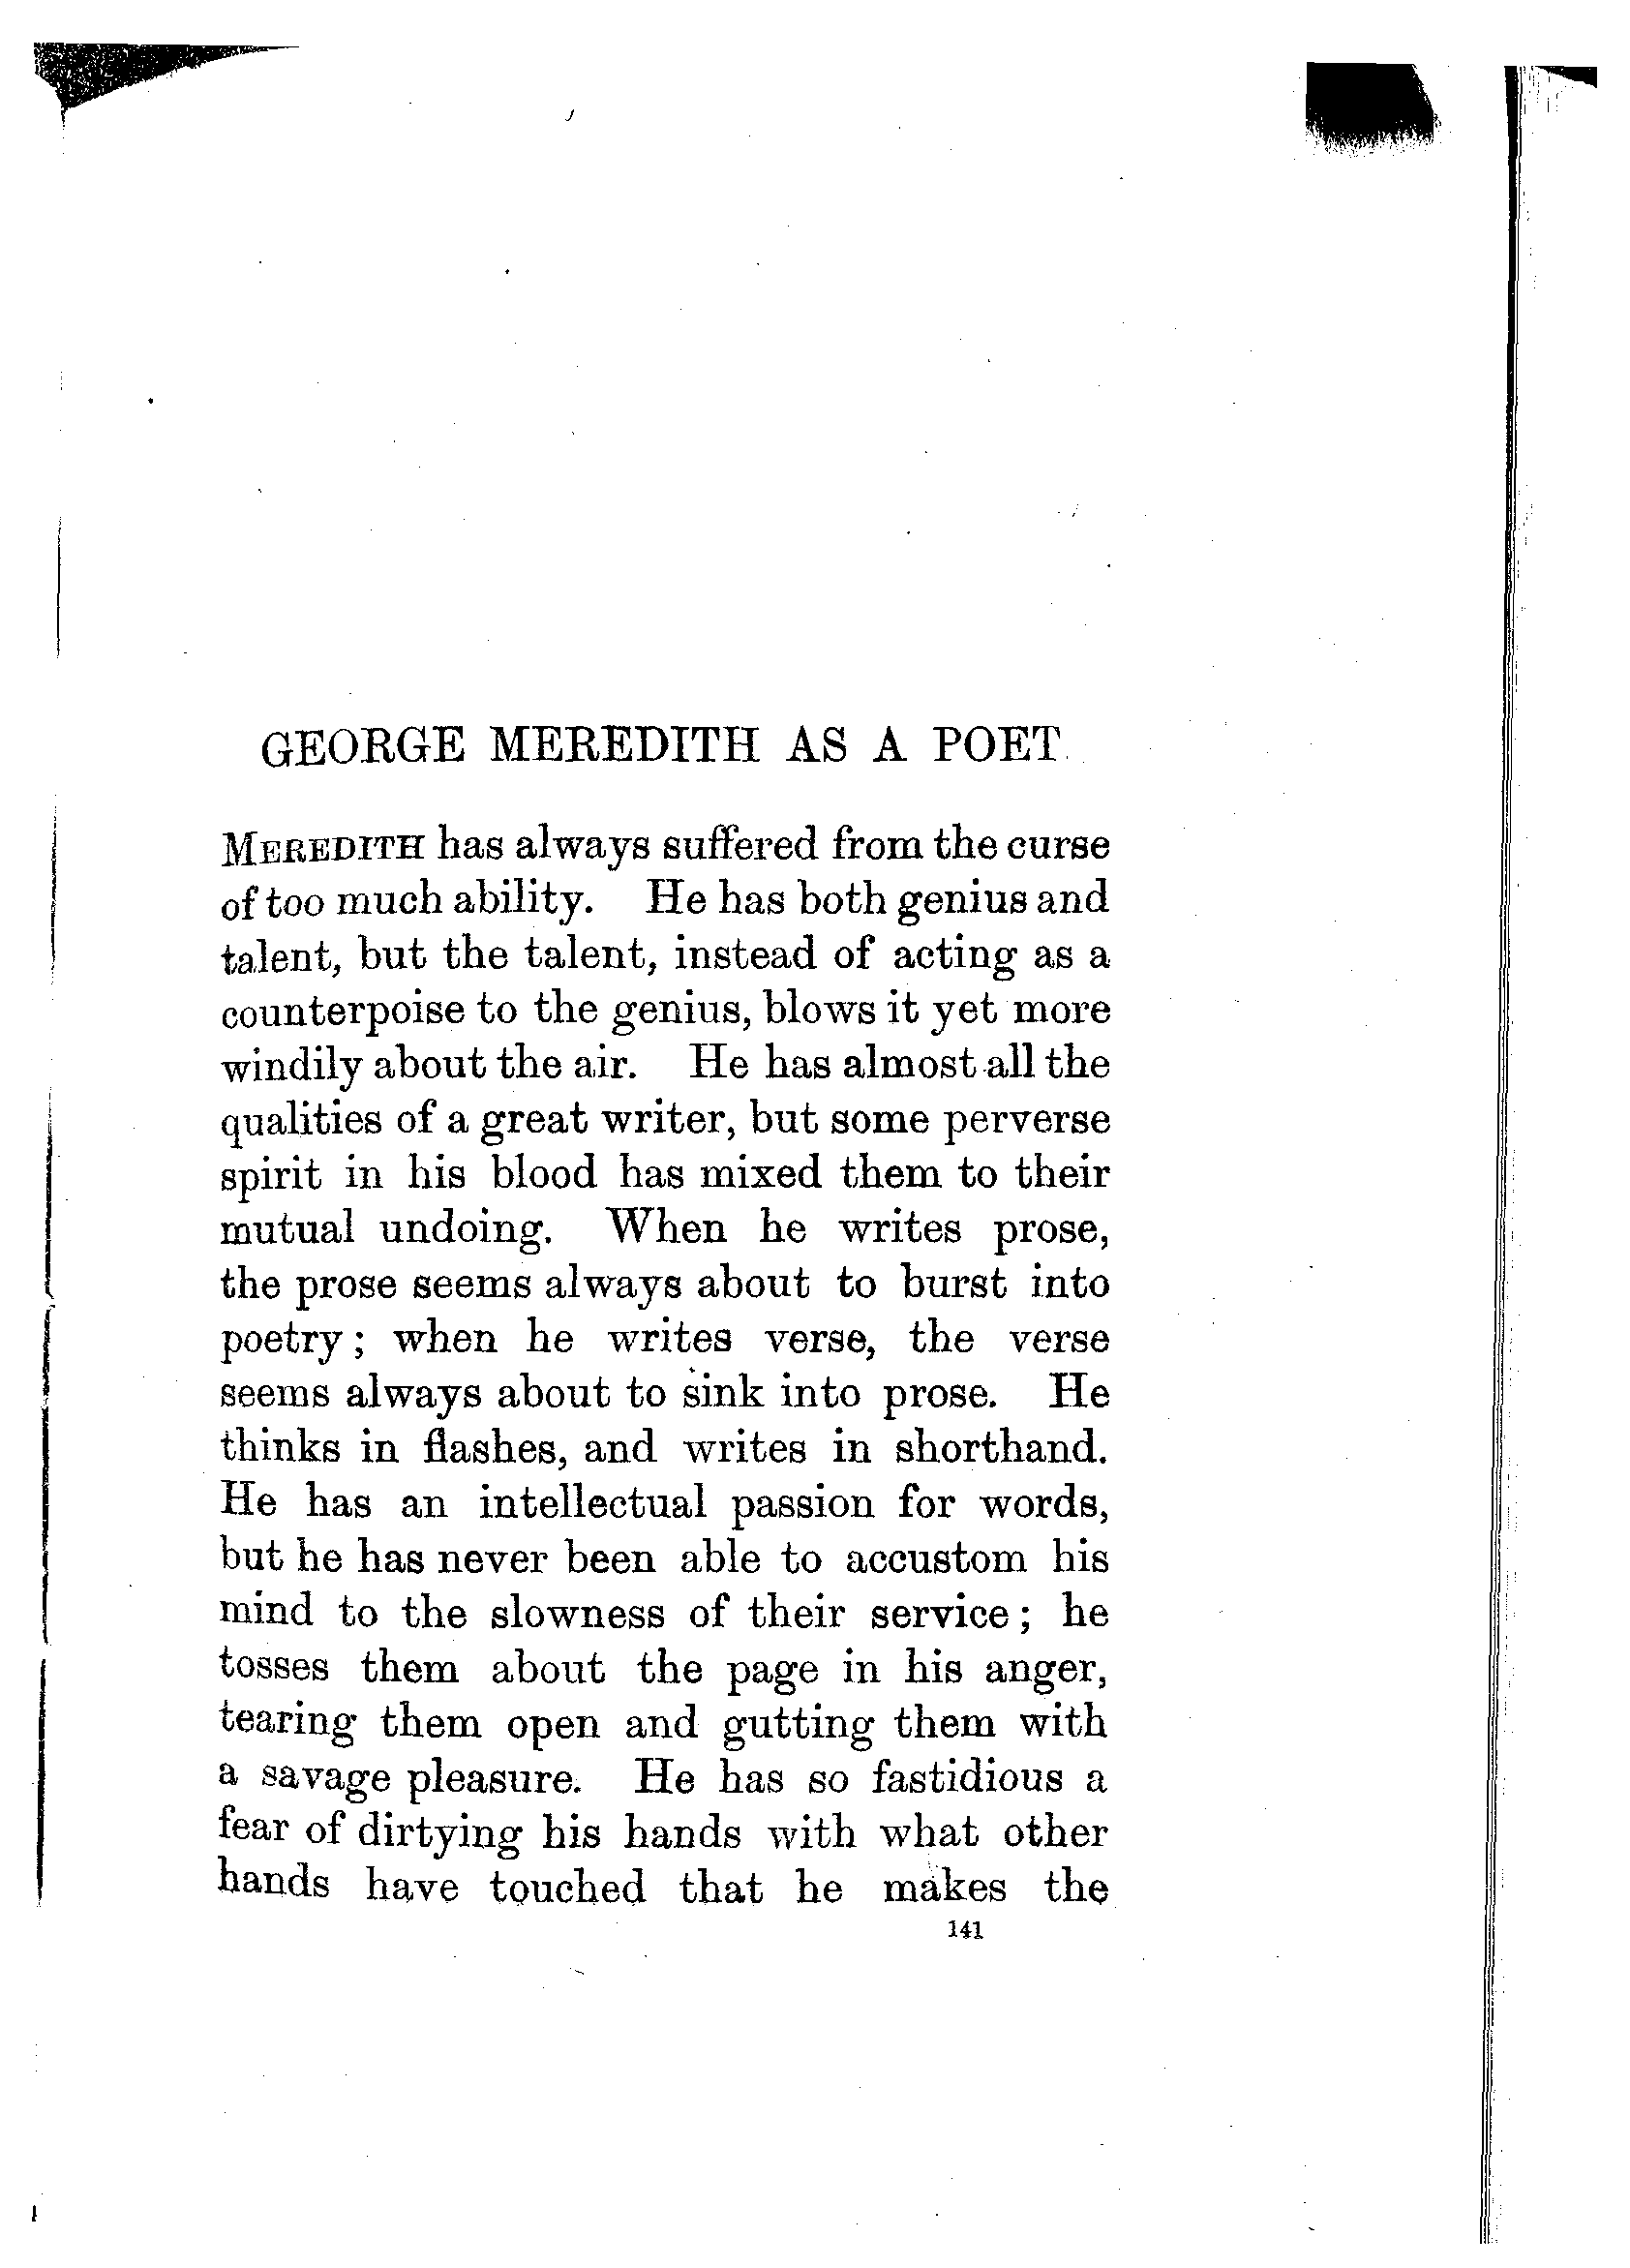 GEORGE MEREDITH AS A POET
MEREDITH has always suffered from the curse
of too much ability. He has both genius and
talent, but the talent, instead of acting as a
counterpoise to the genius, blows it yet more
windily about the air. He has almost all the
qualities of a great writer, but some perverse
spirit in his blood has mixed them to their
mutual undoing. When he writes prose,
the prose seems always about to burst into
poetry; when he writes verse, the verse
seems always about to sink into prose. He
thinks in flashes, and writes in shorthand.
He has an intellectual passion for words,
but he has never been able to accustom his
mind to the slowness of their service; he
tosses them about the page in his anger,
tearing them open and gutting them with
a savage pleasure. He has so fastidious a
fear of dirtying his hands with what other
hands have touched that he makes the
141